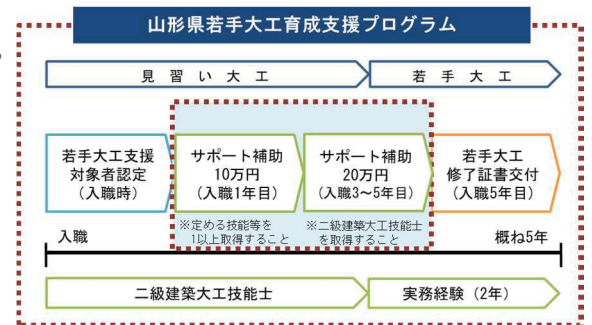 山形県若手大工育成支援プログラム
見習い大工
若手大工
若手大工支援
対象者認定
（入職時）
サポート補助
10万円
（入職1年目）
サポート補助
20万円
（入職3～5年目）
若手大工
修了証書交付
（入職5年目）
※定める技能等を
1以上取得すること
※二級建築大工技能士
を取得すること
入職
概ね5年
二級建築大工技能士
実務経験（2年）